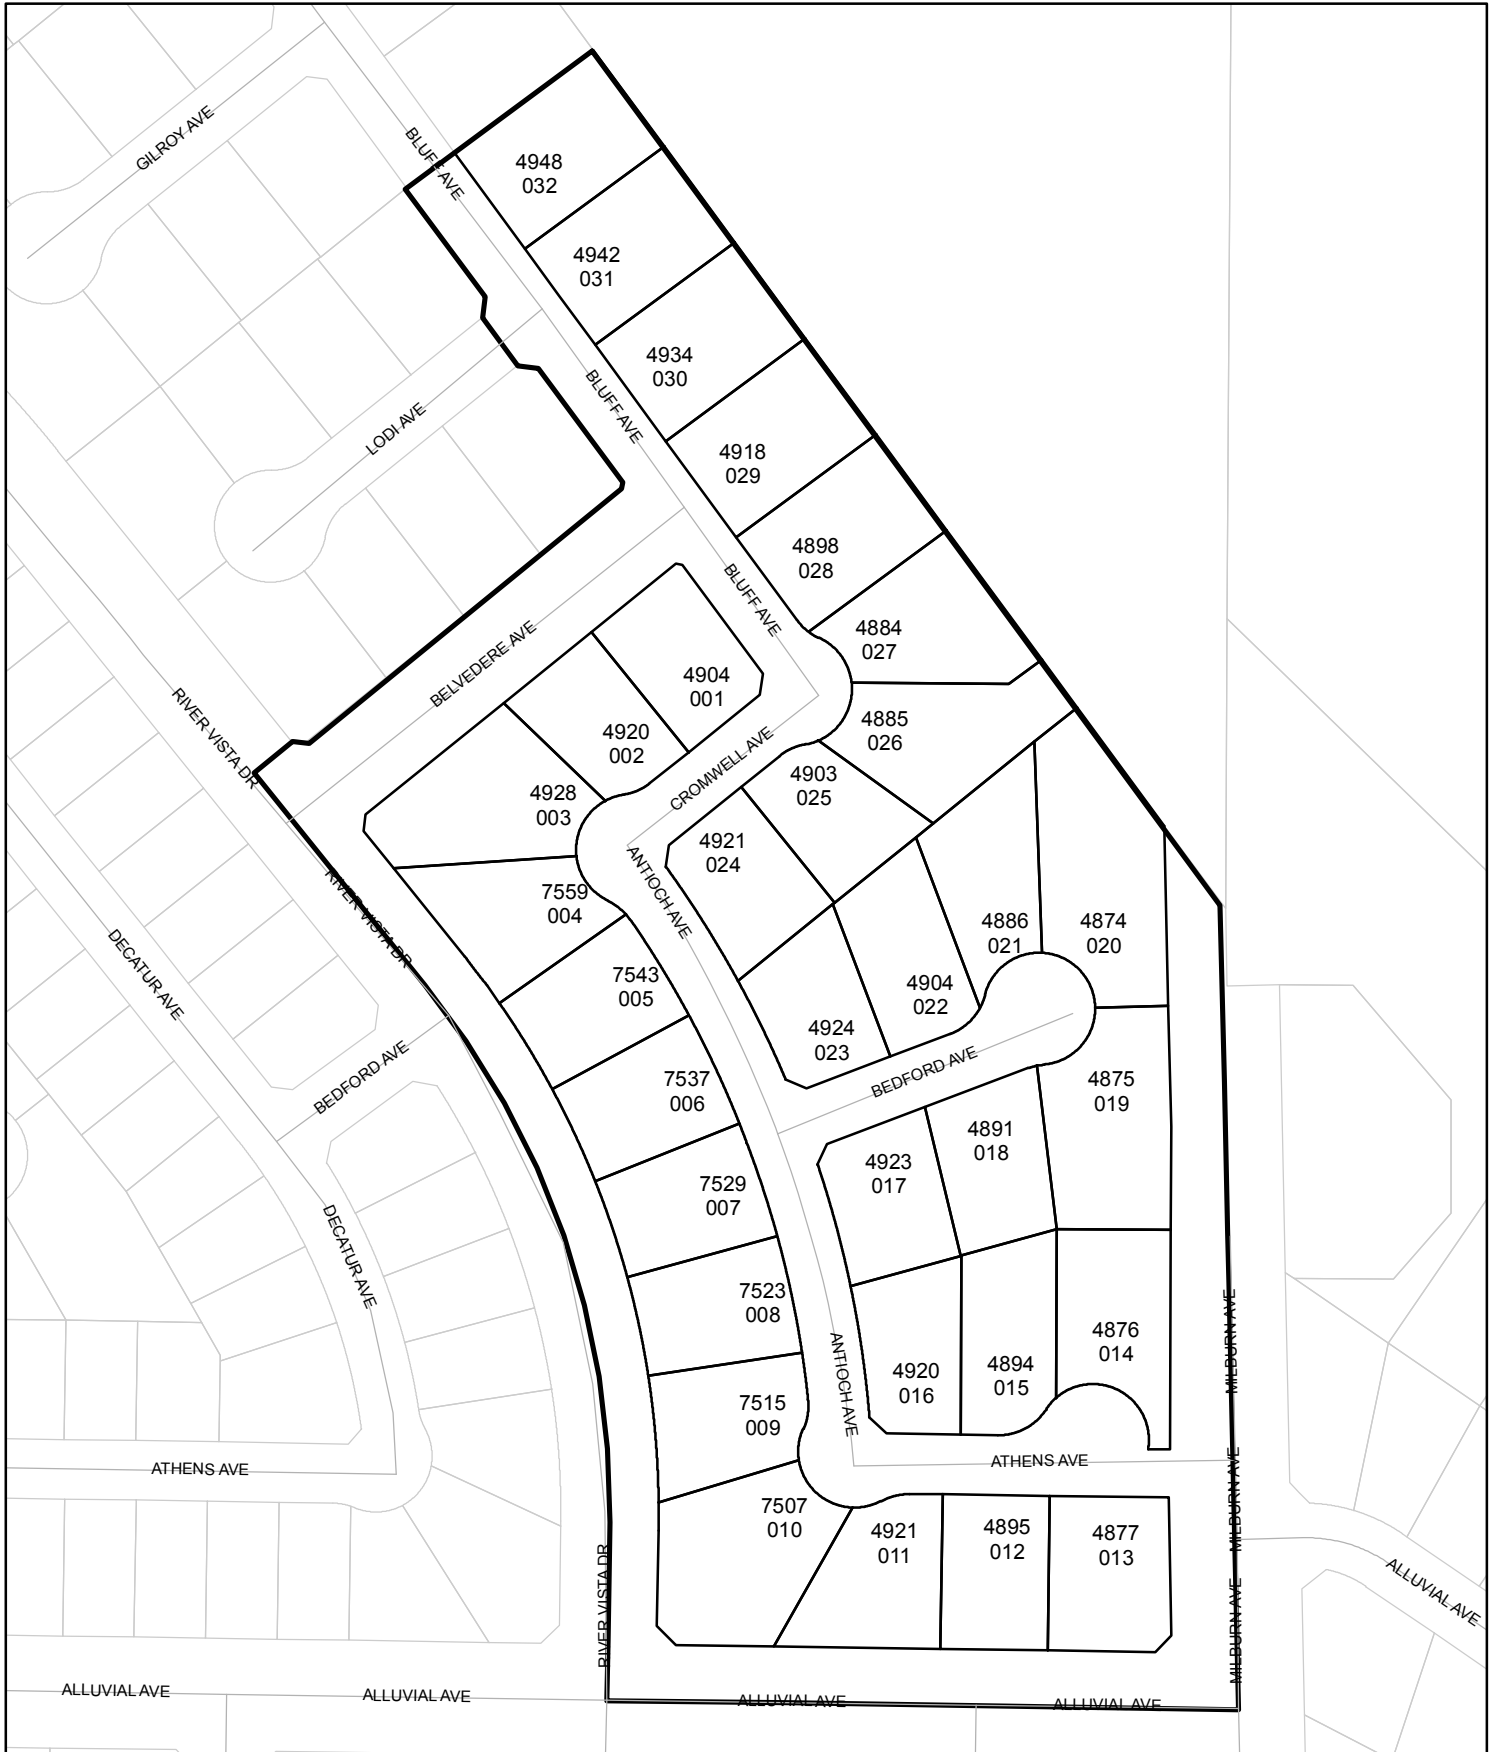 GILROY AVE
BLUFF AVE
4948
032
4942
031
4934
030
LODI AVE
BLUFF AVE
4918
029
4898
028
BLUFF AVE
4884
027
BELVEDERE AVE
4904
001
4920
002
4885
026
RIVER VISTA DR
CROMWELL AVE
4903
025
4928
003
4921
024
ANTIOCH AVE
7559
004
RIVER VISTA DR
4886
021
4874
020
DECATUR AVE
7543
005
4904
022
4924
023
BEDFORD AVE
BEDFORD AVE
7537
006
4875
019
4891
018
4923
017
7529
007
DECATUR AVE
7523
008
MILBURN AVE
ANTIOCH AVE
4876
014
4894
015
4920
016
7515
009
ATHENS AVE
ATHENS AVE
MILBURN AVE
7507
010
4921
011
4895
012
4877
013
ALLUVIAL AVE
RIVER VISTA DR
MILBURN AVE
ALLUVIAL AVE
ALLUVIAL AVE
ALLUVIAL AVE
ALLUVIAL AVE